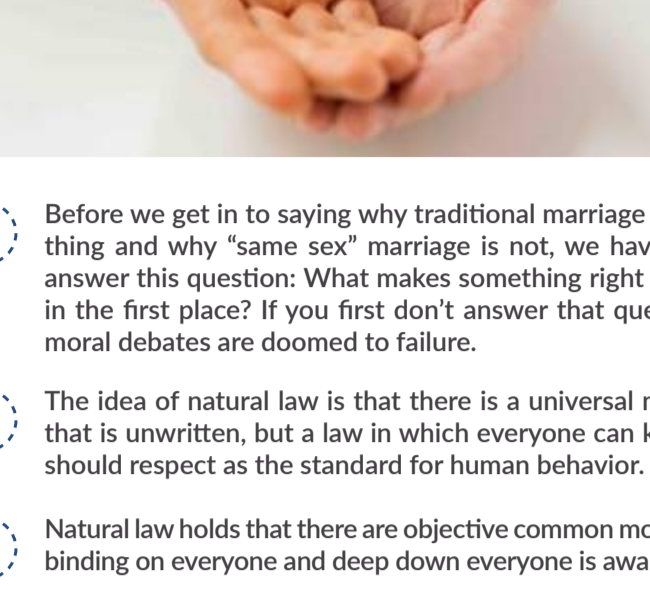 Before we get in to saying why traditional marriage
thing and why “same sex” marriage is not, we
answer this question: What makes something right
in the first place? If you first don’t answer that
moral debates are doomed to failure.
The idea of natural law is that there is a universal
that is unwritten, but a law in which everyone can
should respect as the standard for human behavior.
Natural law holds that there are objective common
binding on everyone and deep down everyone is